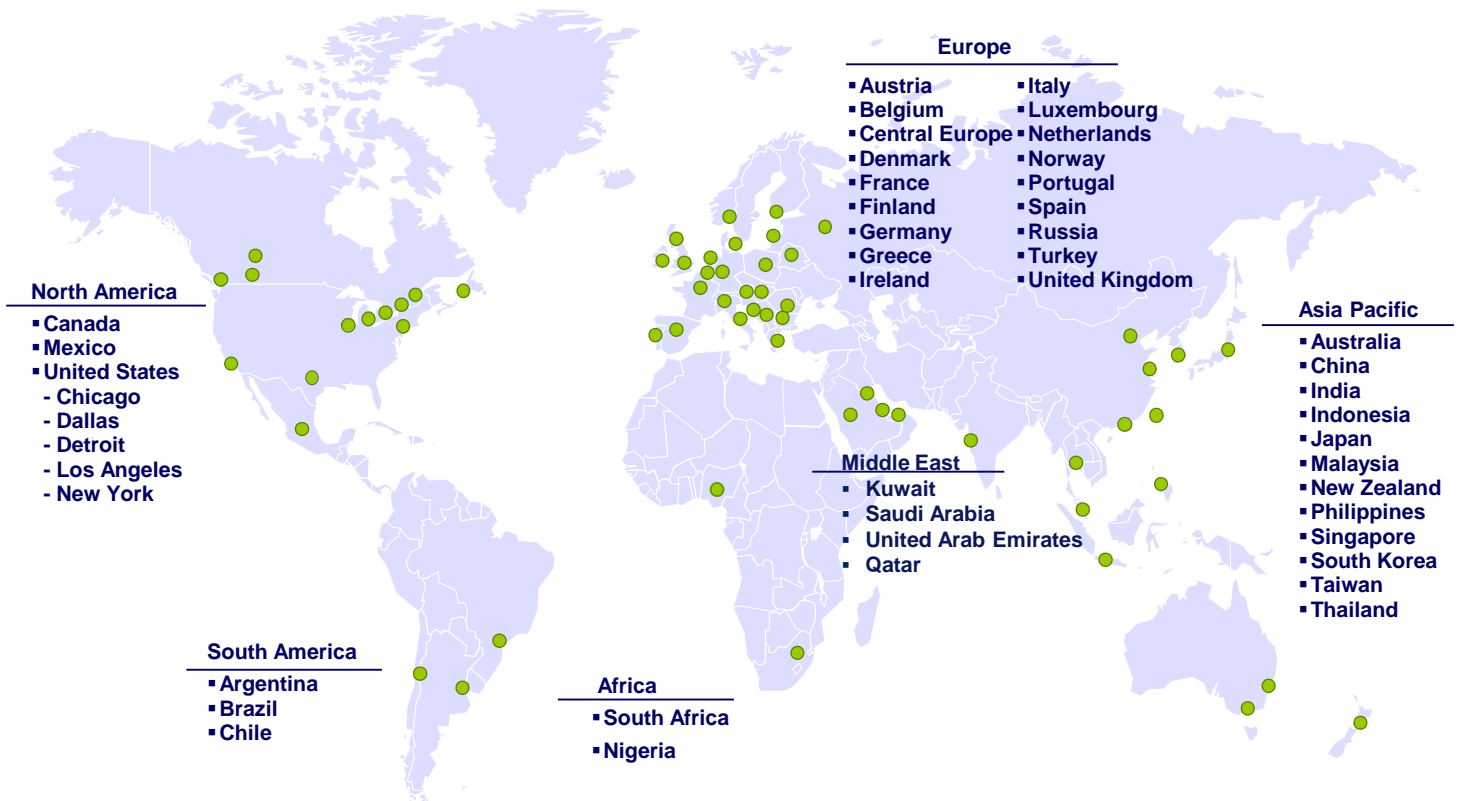 Europe
▪Austria
▪Belgium
▪Central Europe
▪Denmark
▪France
▪Finland
▪Germany
▪Greece
▪Ireland
▪Italy
▪Luxembourg
▪Netherlands
▪Norway
▪Portugal
▪Spain
▪Russia
▪Turkey
▪United Kingdom
North America
▪Canada
▪Mexico
▪United States
- Chicago
- Dallas
- Detroit
- Los Angeles
- New York
Asia Pacific
▪Australia
▪China
▪India
▪Indonesia
▪Japan
▪Malaysia
▪New Zealand
▪Philippines
▪Singapore
▪South Korea
▪Taiwan
▪Thailand
Middle East
▪ Kuwait
▪ Saudi Arabia
▪ United Arab Emirates
▪ Qatar
South America
▪Argentina
▪Brazil
▪Chile
Africa
▪South Africa
▪Nigeria